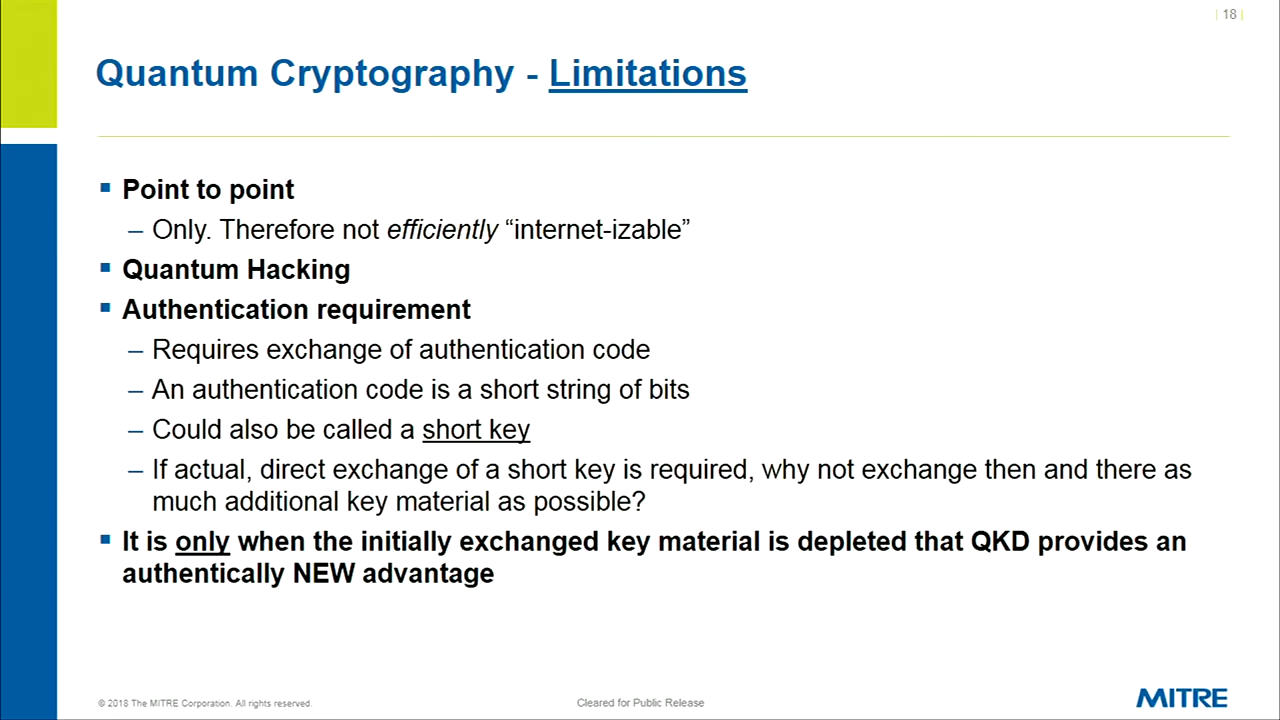 | 18 |
Quantum Cryptography - Limitations
▪ Point to point
– Only. Therefore not efficiently “internet-izable”
▪ Quantum Hacking
▪ Authentication requirement
– Requires exchange of authentication code
– An authentication code is a short string of bits
– Could also be called a short key
– If actual, direct exchange of a short key is required, why not exchange then and there as
much additional key material as possible?
▪ It is only when the initially exchanged key material is depleted that QKD provides an
authentically NEW advantage
© 2018 The MITRE Corporation. All rights reserved.
Cleared for Public Release
MITRE